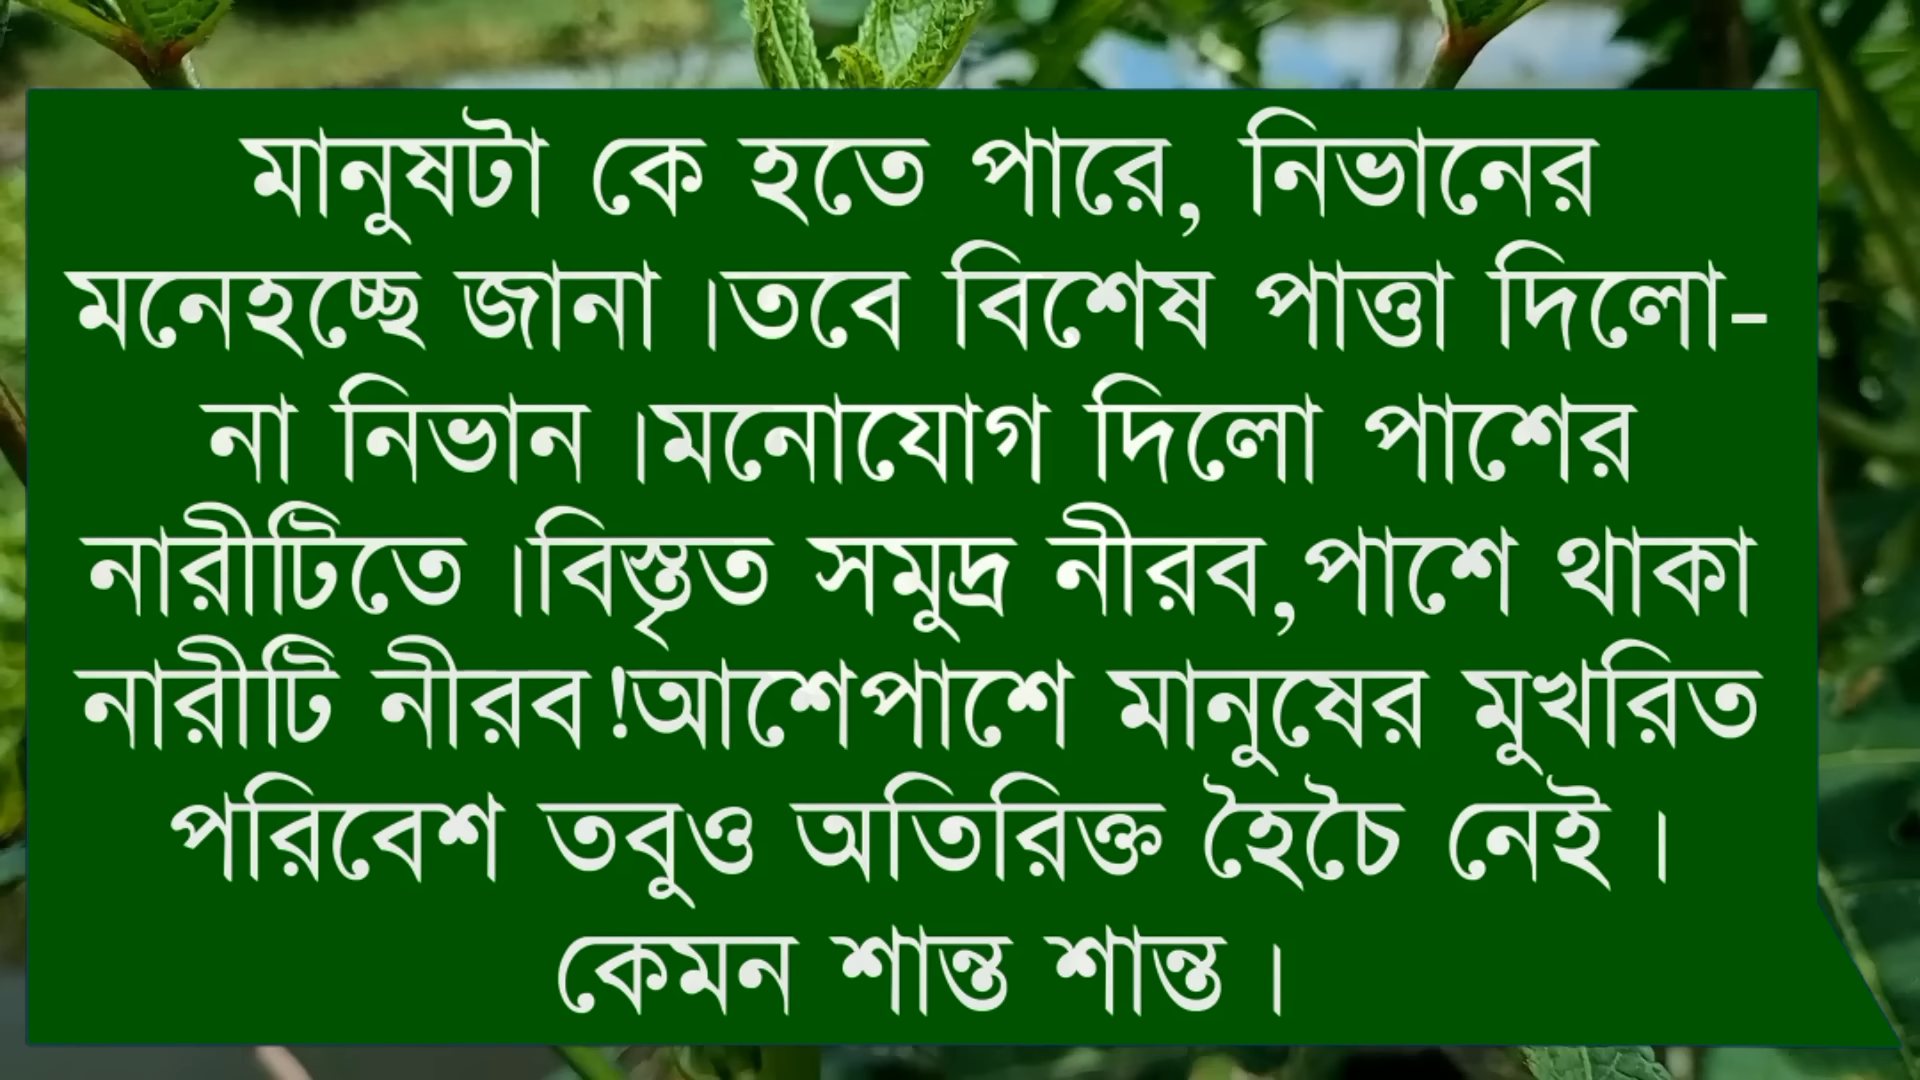 মানুষটা কে হতে পারে, নিভানের
মনেহচ্ছে জানা ।তবে বিশেষ পাত্তা দিলো-
না নিভান ।মনোযোগ দিলো পাশের
নারীটিতে ।বিস্তৃত সমুদ্র নীরব,পাশে থাকা
নারীটি নীরব!আশেপাশে মানুষের মুখরিত
পরিবেশ তবুও অতিরিক্ত হৈচৈ নেই ।
কেমন শান্ত শান্ত ।